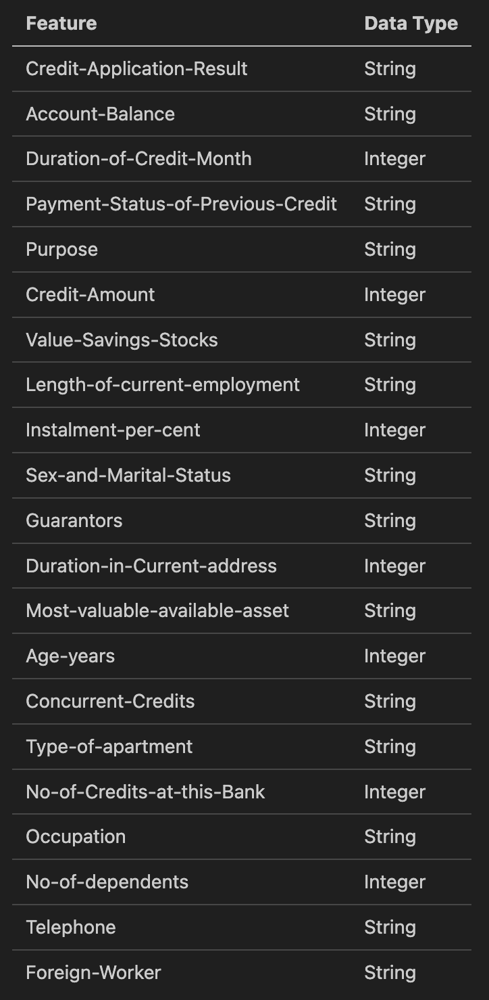 Feature Data Type
Credit-Application-Result String
Account-Balance String
Duration-of-Credit-Month Integer
Payment-Status-of-Previous-Credit String
Purpose String
Credit-Amount Integer
Value-Savings-Stocks String
Length-of-current-employment String
Instalment-per-cent Integer
Sex-and-Marital-Status String
Guarantors String
Duration-in-Current-address Integer
Most-valuable-available-asset String
Age-years Integer
Concurrent-Credits String
Type-of-apartment String
No-of-Credits-at-this-Bank Integer
Occupation String
No-of-dependents Integer
Telephone String
Foreign-Worker String